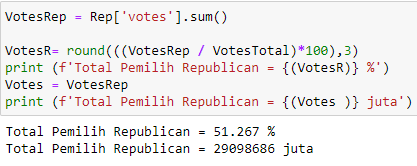 VotesRep = Rep['votes'].sum()
VotesR= round(((VotesRep / VotesTotal)*100),3)
print (f'Total Pemilih Republican = {(VotesR)} %')
Votes = VotesRep
print (f'Total Pemilih Republican = {(Votes )} juta')
Total Pemilih Republican = 51.267 %
Total Pemilih Republican = 29098686 juta